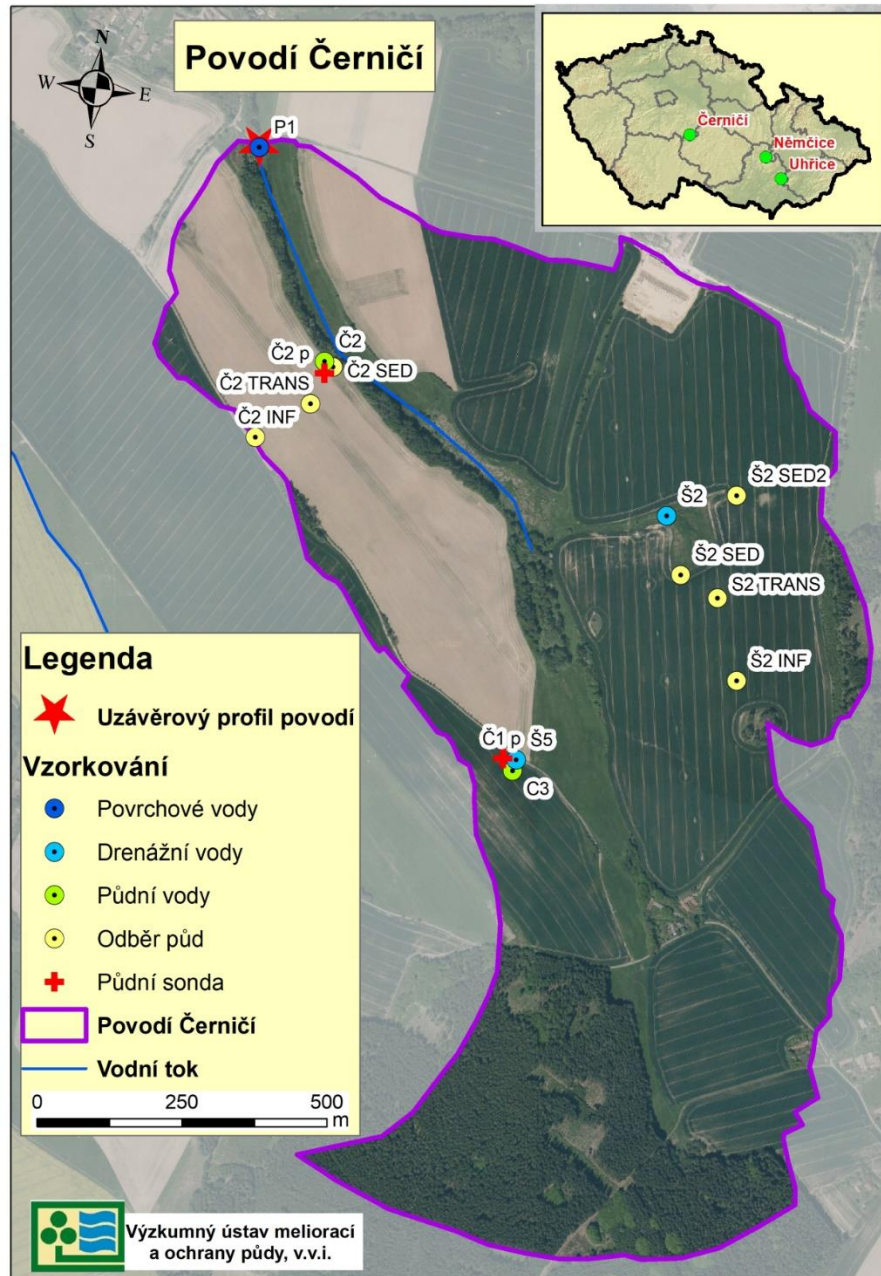 Povodí Černičí
N
W
E
S
Černičí
Němčice
Uhřice
P1
Č2
Č2 p
Č2 SED
Č2 TRANS
Č2 INF
Š2 SED2
Š2
Š2 SED
S2 TRANS
Š2 INF
Č1 p
Š5
C3
Legenda
Uzávěrový profil povodí
Vzorkování
Povrchové vody
Drenážní vody
Půdní vody
Odběr půd
Půdní sonda
Povodí Černičí
Vodní tok
0 250 500
m
Výzkumný ústav meliorací
a ochrany půdy, v.v.i.